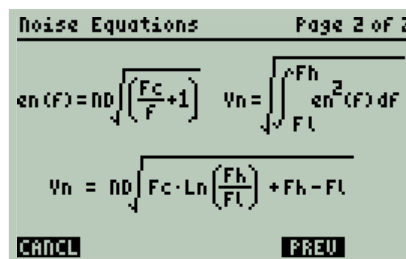 Noise Equations Page 2 of 2
en(f)=ND√((Fc/f)+1) Vn=√(∫Fl^Fh en²(f)df)
Vn = ND√(Fc·Ln(Fh/Fl)+Fh-Fl)
CANCL PREV